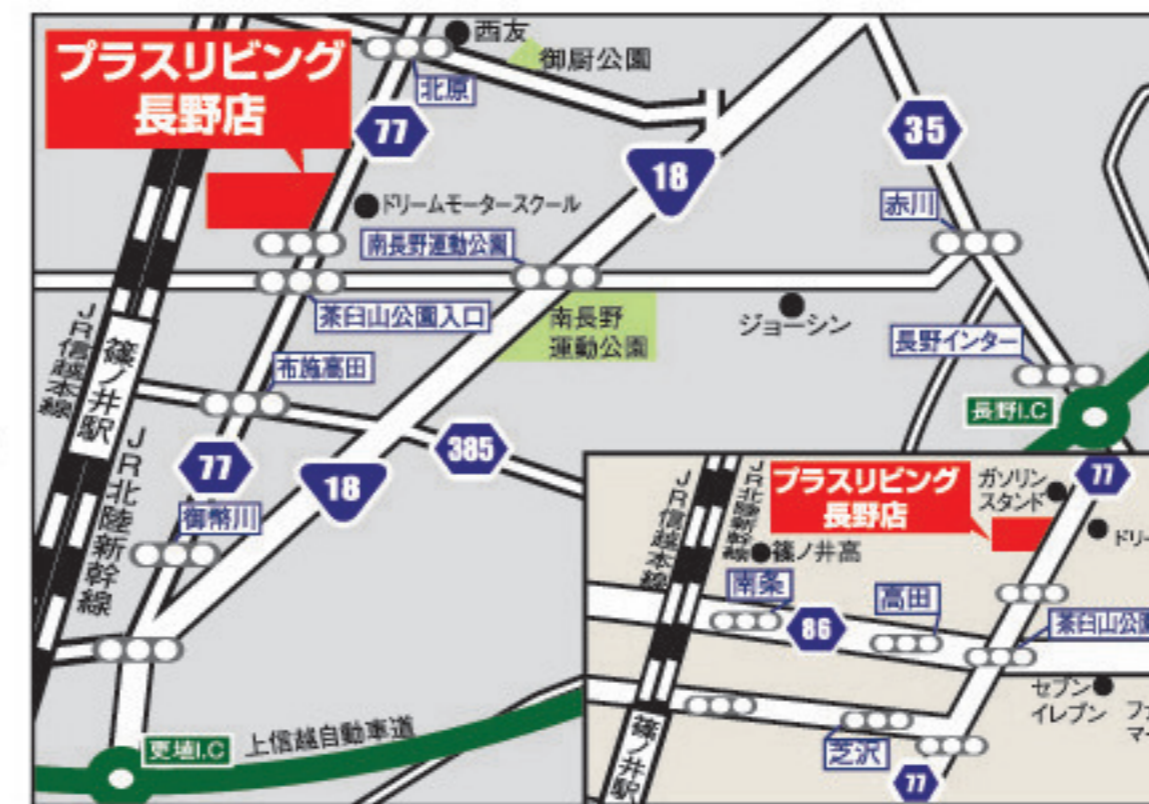 西友
御厨公園
プラスリビング
長野店
北原
77
35
18
赤川
ドリームモータースクール
南長野運動公園
茶臼山公園入口
南長野
運動公園
ジョーシン
長野インター
布施高田
長野I.C
JR信越本線
篠ノ井駅
JR北陸新幹線
77
18
385
御幣川
更埴I.C
上信越自動車道
プラスリビング
長野店
ガソリン
スタンド
77
ドリー
JR信越本線
JR北陸新幹線
篠ノ井高
南条
高田
86
茶臼山公園
セブン
イレブン
芝沢
篠ノ井駅
77